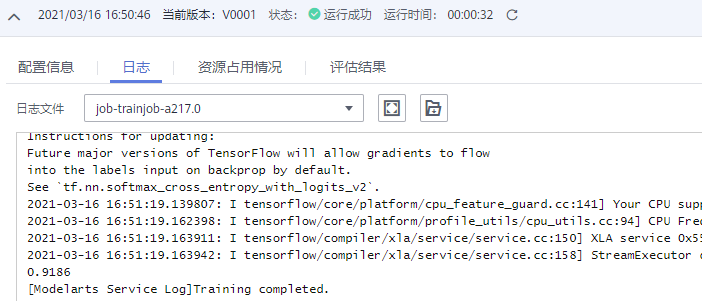 2021/03/16 16:50:46 当前版本：V0001 状态： 运行成功 运行时间： 00:00:32
配置信息 日志 资源占用情况 评估结果
日志文件 job-trainjob-a217.0
Instructions for updating:
Future major versions of TensorFlow will allow gradients to flow
into the labels input on backprop by default.
See `tf.nn.softmax_cross_entropy_with_logits_v2`.
2021-03-16 16:51:19.139807: I tensorflow/core/platform/cpu_feature_guard.cc:141] Your CPU supp
2021-03-16 16:51:19.162398: I tensorflow/core/platform/profile_utils/cpu_utils.cc:94] CPU Freq
2021-03-16 16:51:19.163911: I tensorflow/compiler/xla/service/service.cc:150] XLA service 0x55
2021-03-16 16:51:19.163942: I tensorflow/compiler/xla/service/service.cc:158] StreamExecutor
0.9186
[Modelarts Service Log]Training completed.